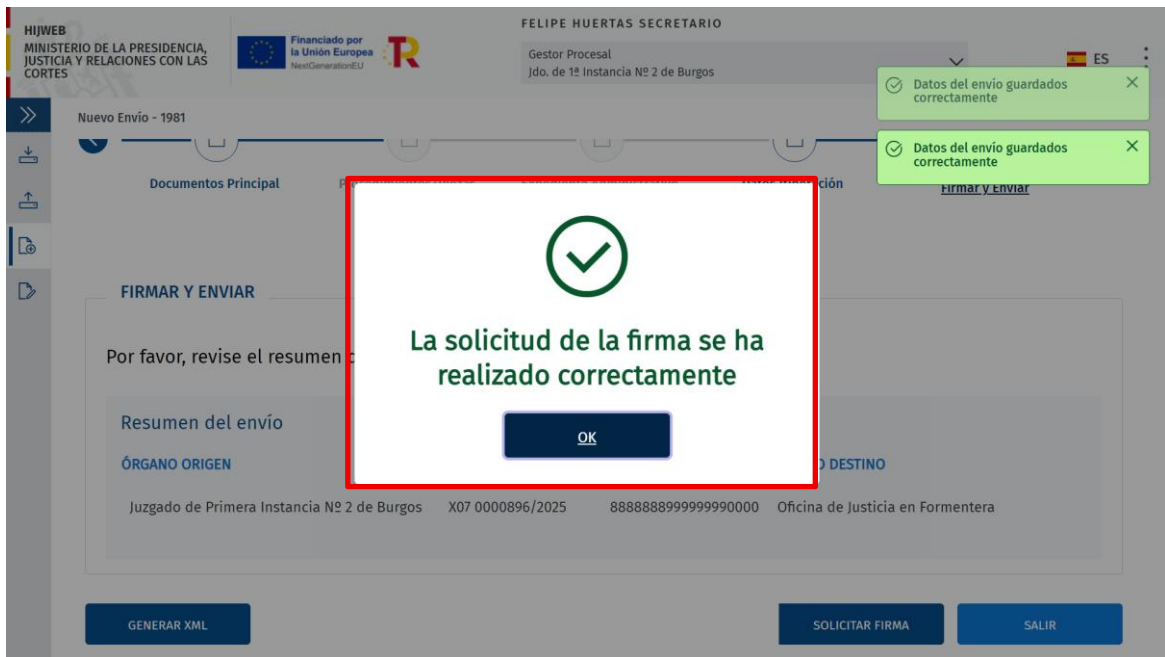 HIJWEB
MINISTERIO DE LA PRESIDENCIA,
JUSTICIA Y RELACIONES CON LAS
CORTES
Financiado por
la Unión Europea
NextGenerationEU
R
FELIPE HUERTAS SECRETARIO
Gestor Procesal
Jdo. de 1ª Instancia Nº 2 de Burgos
ES
Datos del envío guardados
correctamente
Datos del envío guardados
correctamente
Nuevo Envío - 1981
Documentos Principal
Firmar y Enviar
La solicitud de la firma se ha
realizado correctamente
OK
FIRMAR Y ENVIAR
Por favor, revise el resumen
Resumen del envío
ÓRGANO ORIGEN
DESTINO
Juzgado de Primera Instancia Nº 2 de Burgos X07 0000896/2025 8888888999999990000 Oficina de Justicia en Formentera
GENERAR XML
SOLICITAR FIRMA
SALIR